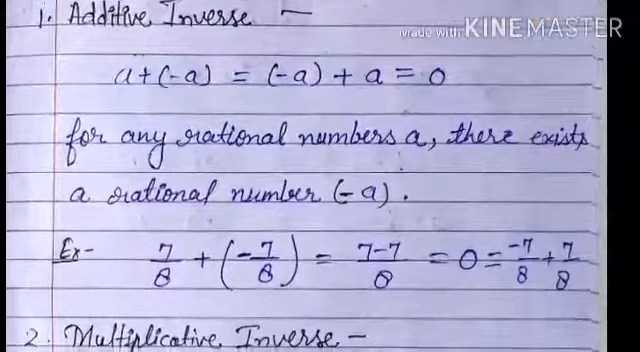 1. Additive Inverse —
made with KINEMASTER
a+(-a) = (-a) + a = 0
for any rational numbers a, there exists
a rational number (-a).
Ex- 7/8 + (-7/8) = 7-7/8 = 0 = -7/8 + 7/8
2. Multiplicative Inverse –